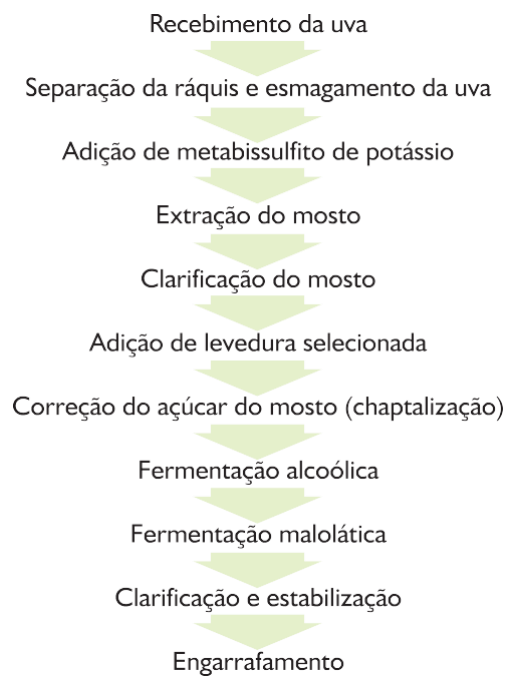 Recebimento da uva
Separação da ráquis e esmagamento da uva
Adição de metabissulfito de potássio
Extração do mosto
Clarificação do mosto
Adição de levedura selecionada
Correção do açúcar do mosto (chaptalização)
Fermentação alcoólica
Fermentação malolática
Clarificação e estabilização
Engarrafamento